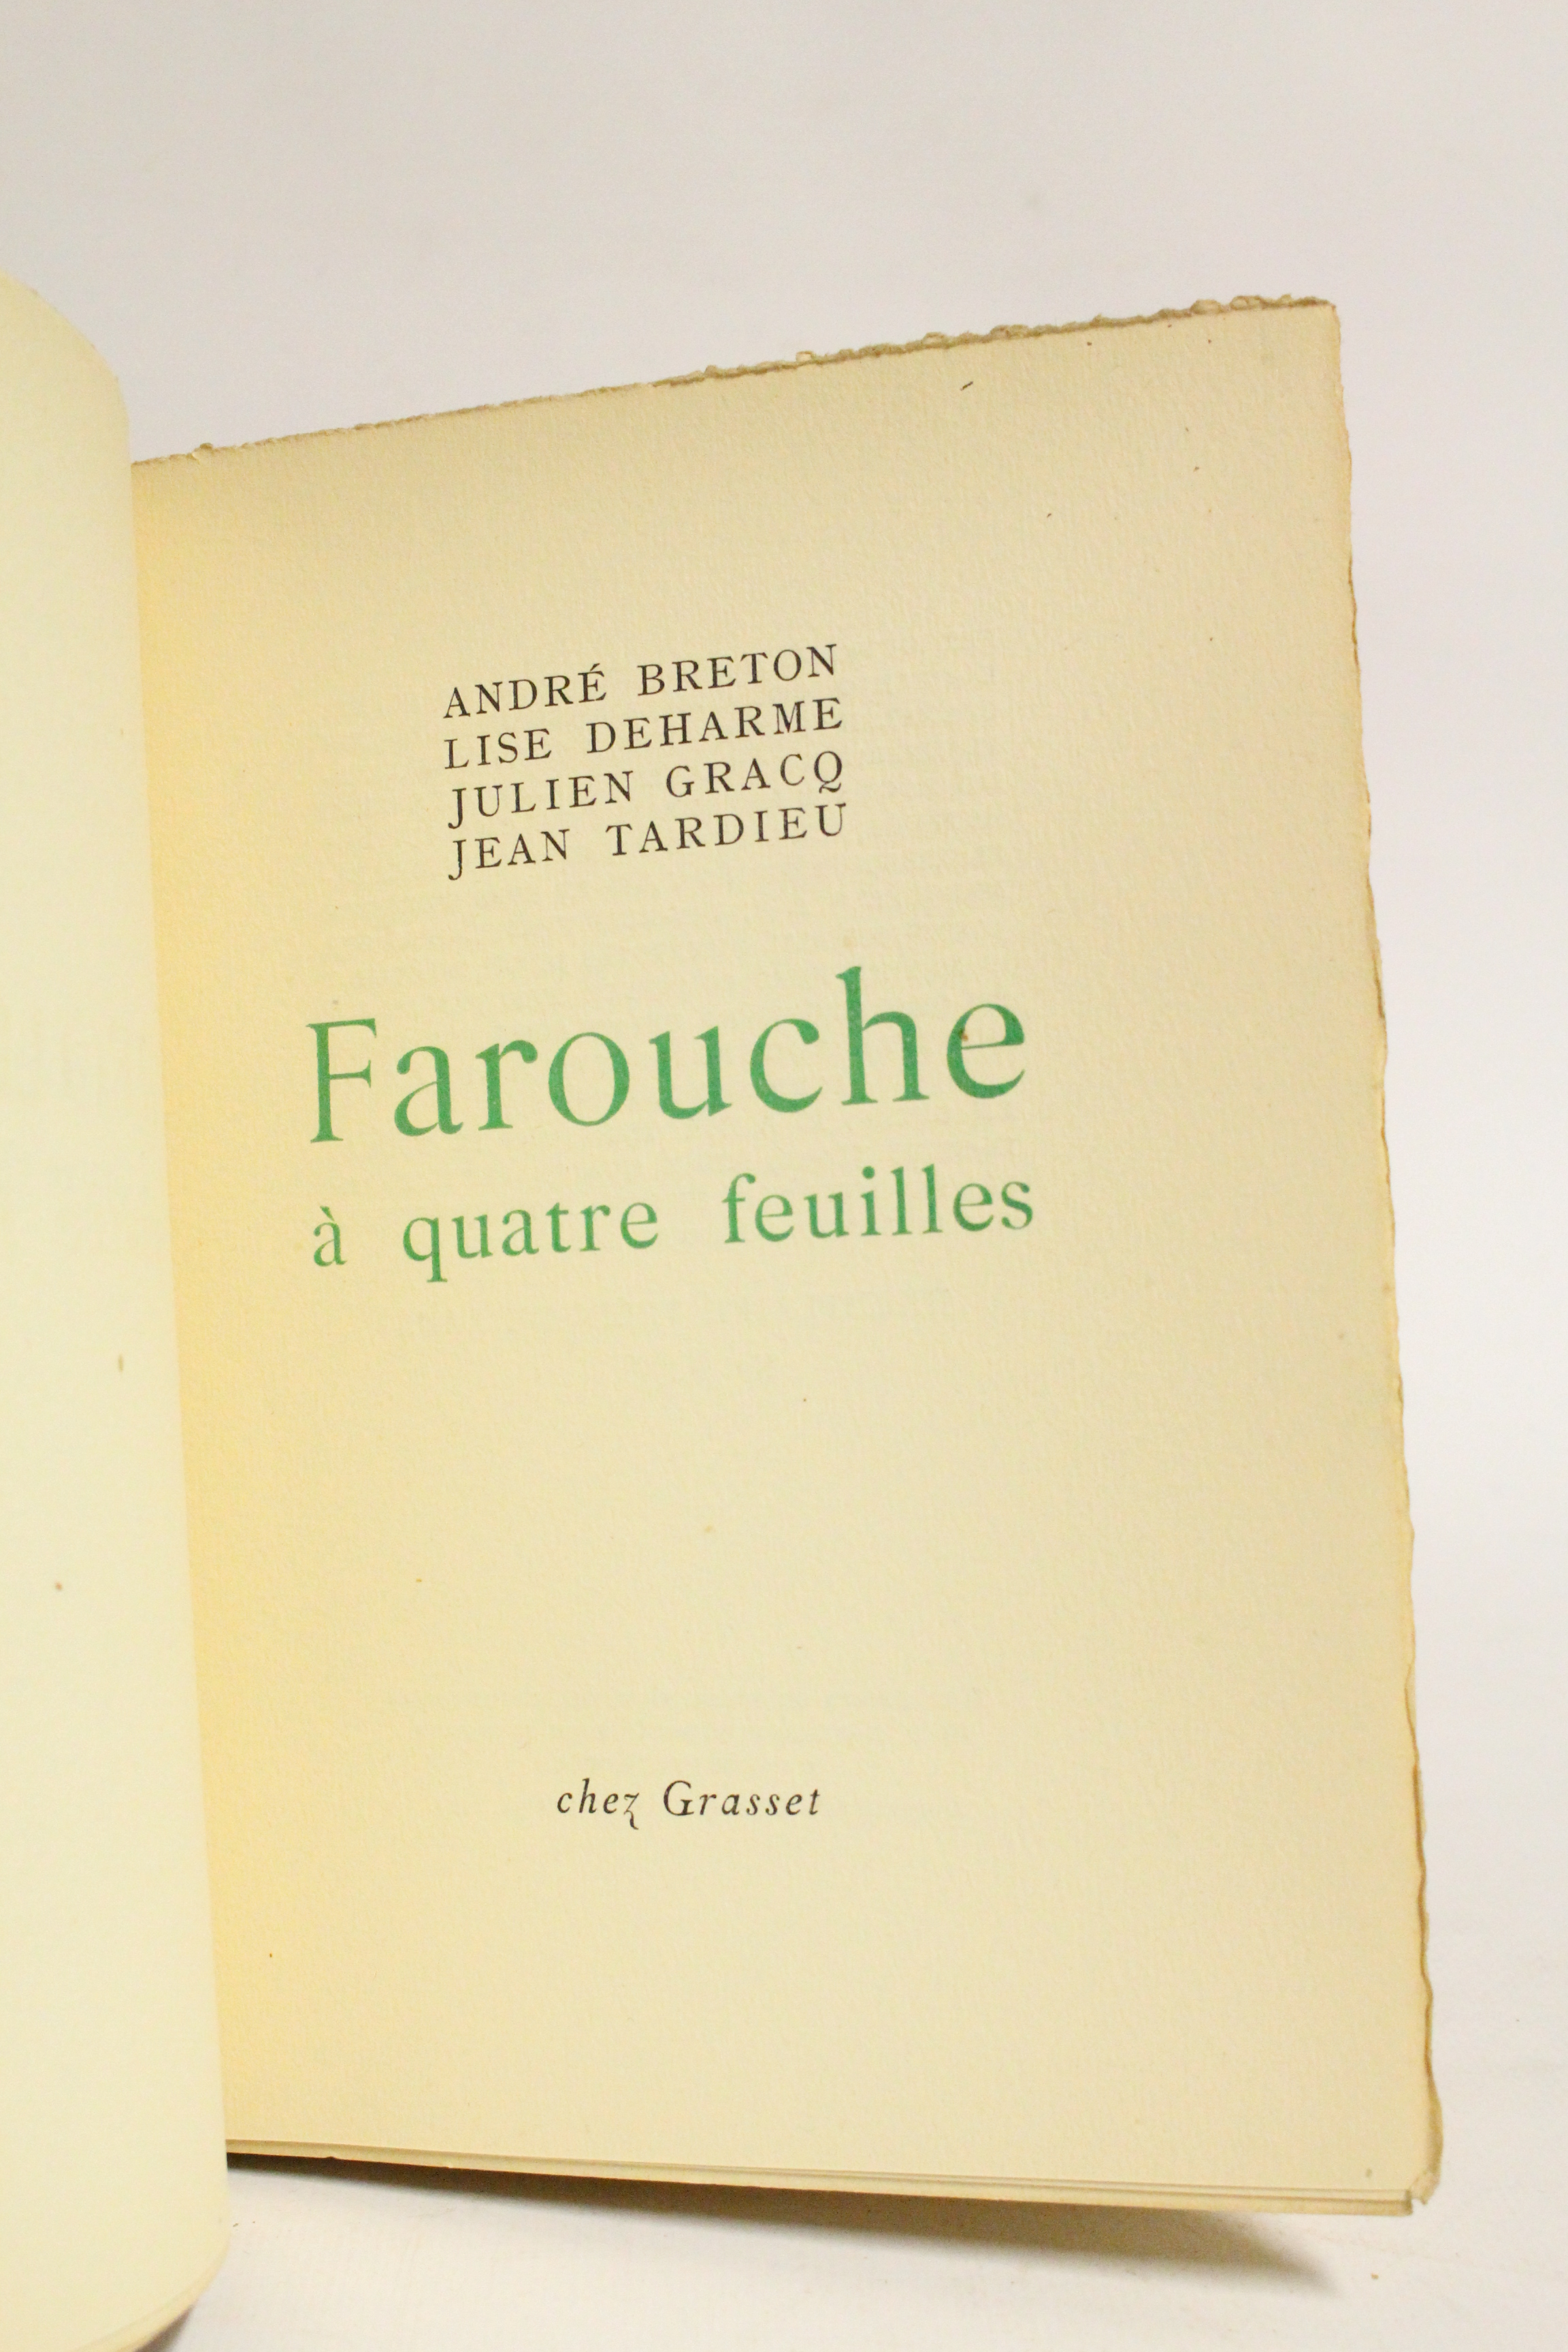 ANDRÉ BRETON
LISE DEHARME
JULIEN GRACQ
JEAN TARDIEU
Farouche
à quatre feuilles
chez Grasset